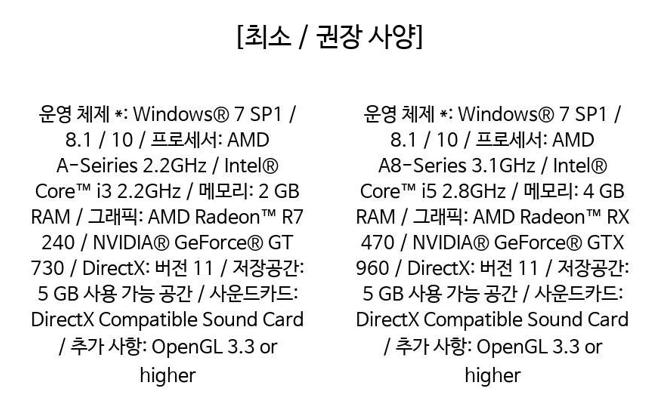 [최소 / 권장 사양]
운영 체제 *: Windows® 7 SP1 /
8.1 / 10 / 프로세서: AMD
A-Seiries 2.2GHz / Intel®
Core™ i3 2.2GHz / 메모리: 2 GB
RAM / 그래픽: AMD Radeon™ R7
240 / NVIDIA® GeForce® GT
730 / DirectX: 버전 11 / 저장공간:
5 GB 사용 가능 공간 / 사운드카드:
DirectX Compatible Sound Card
/ 추가 사항: OpenGL 3.3 or
higher
운영 체제 *: Windows® 7 SP1 /
8.1 / 10 / 프로세서: AMD
A8-Series 3.1GHz / Intel®
Core™ i5 2.8GHz / 메모리: 4 GB
RAM / 그래픽: AMD Radeon™ RX
470 / NVIDIA® GeForce® GTX
960 / DirectX: 버전 11 / 저장공간:
5 GB 사용 가능 공간 / 사운드카드:
DirectX Compatible Sound Card
/ 추가 사항: OpenGL 3.3 or
higher